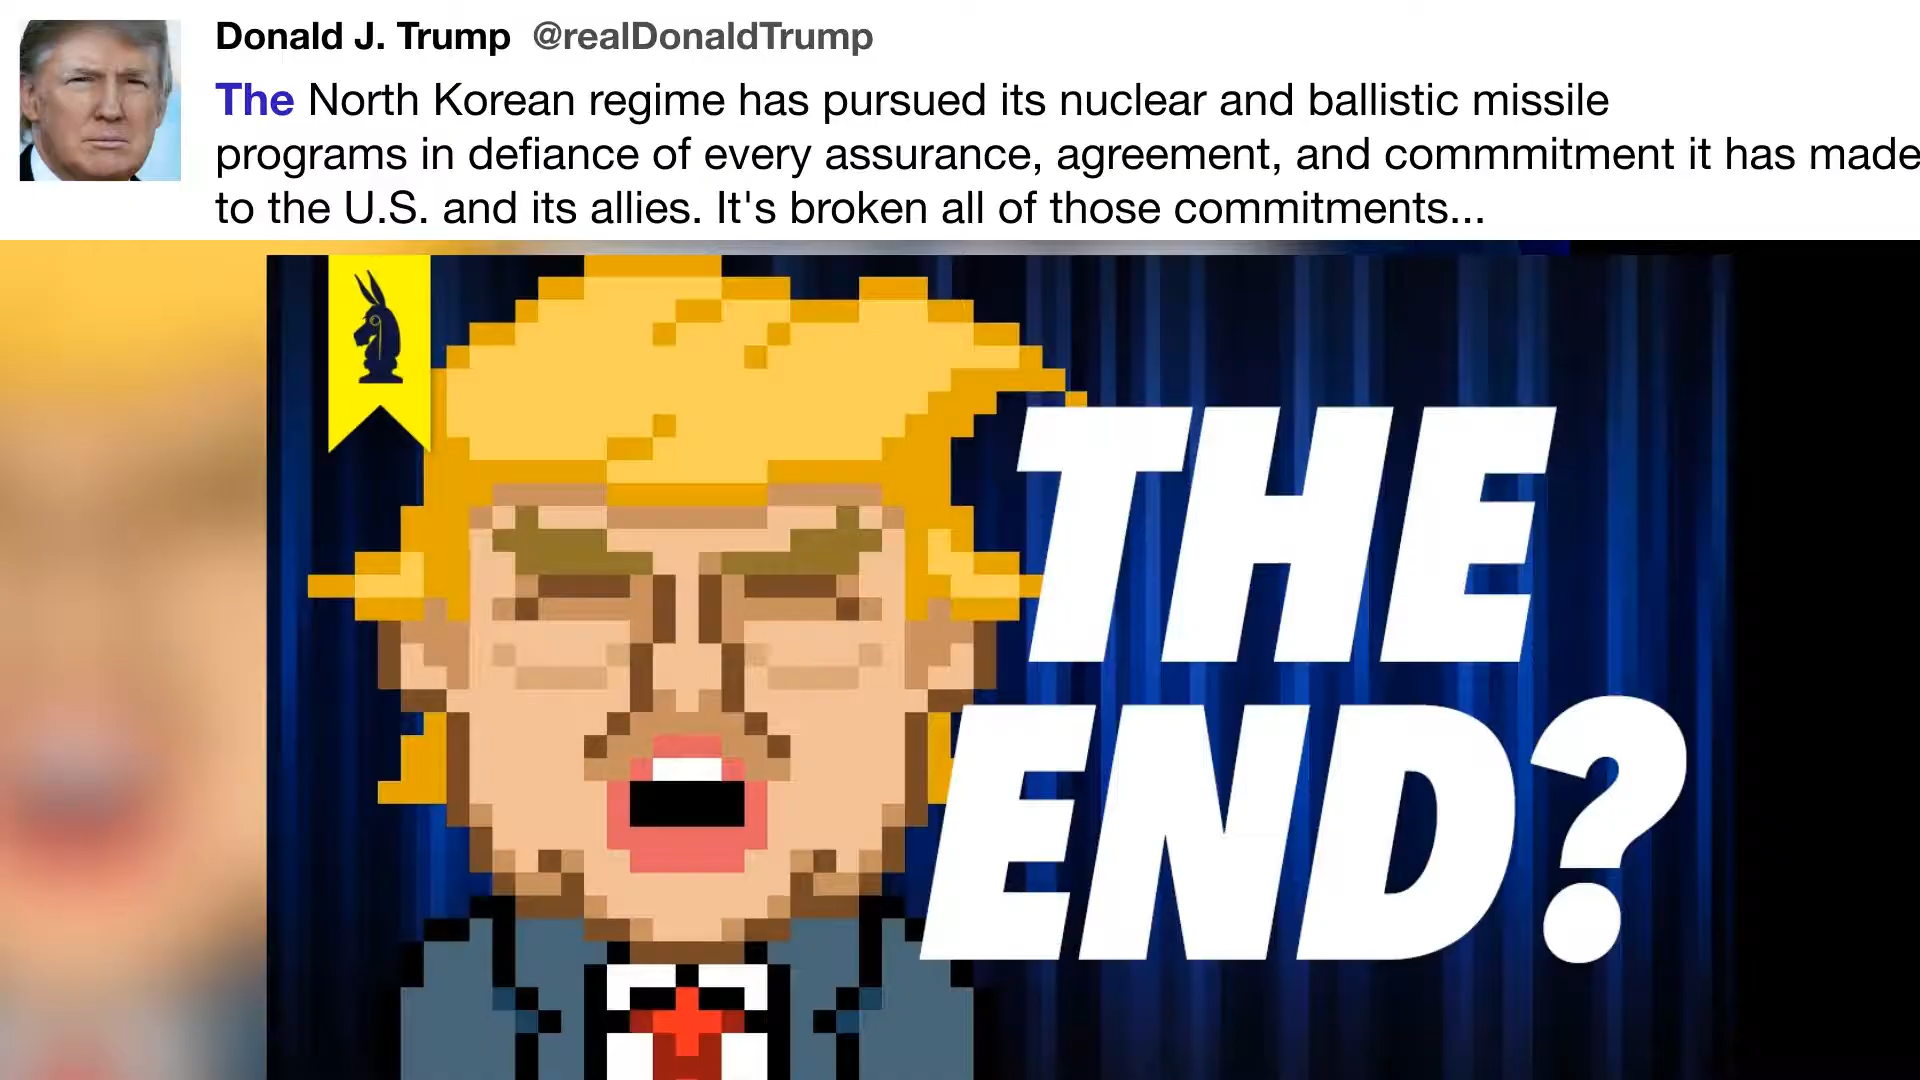 Donald J. Trump @realDonaldTrump
The North Korean regime has pursued its nuclear and ballistic missile
programs in defiance of every assurance, agreement, and commmitment it has made
to the U.S. and its allies. It's broken all of those commitments...
THE
END?